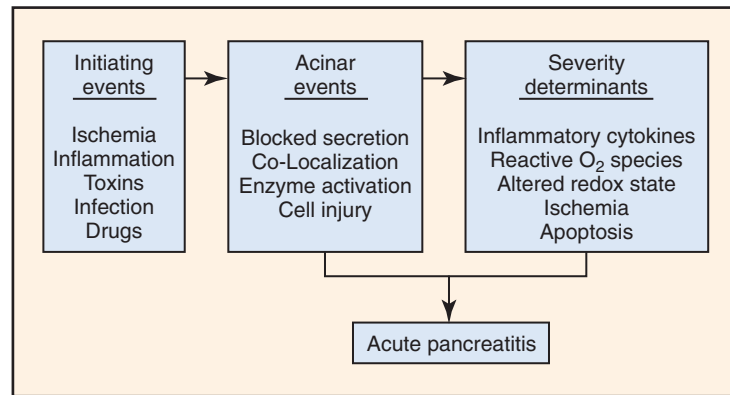 Initiating
events
Ischemia
Inflammation
Toxins
Infection
Drugs
Acinar
events
Blocked secretion
Co-Localization
Enzyme activation
Cell injury
Severity
determinants
Inflammatory cytokines
Reactive O₂ species
Altered redox state
Ischemia
Apoptosis
Acute pancreatitis